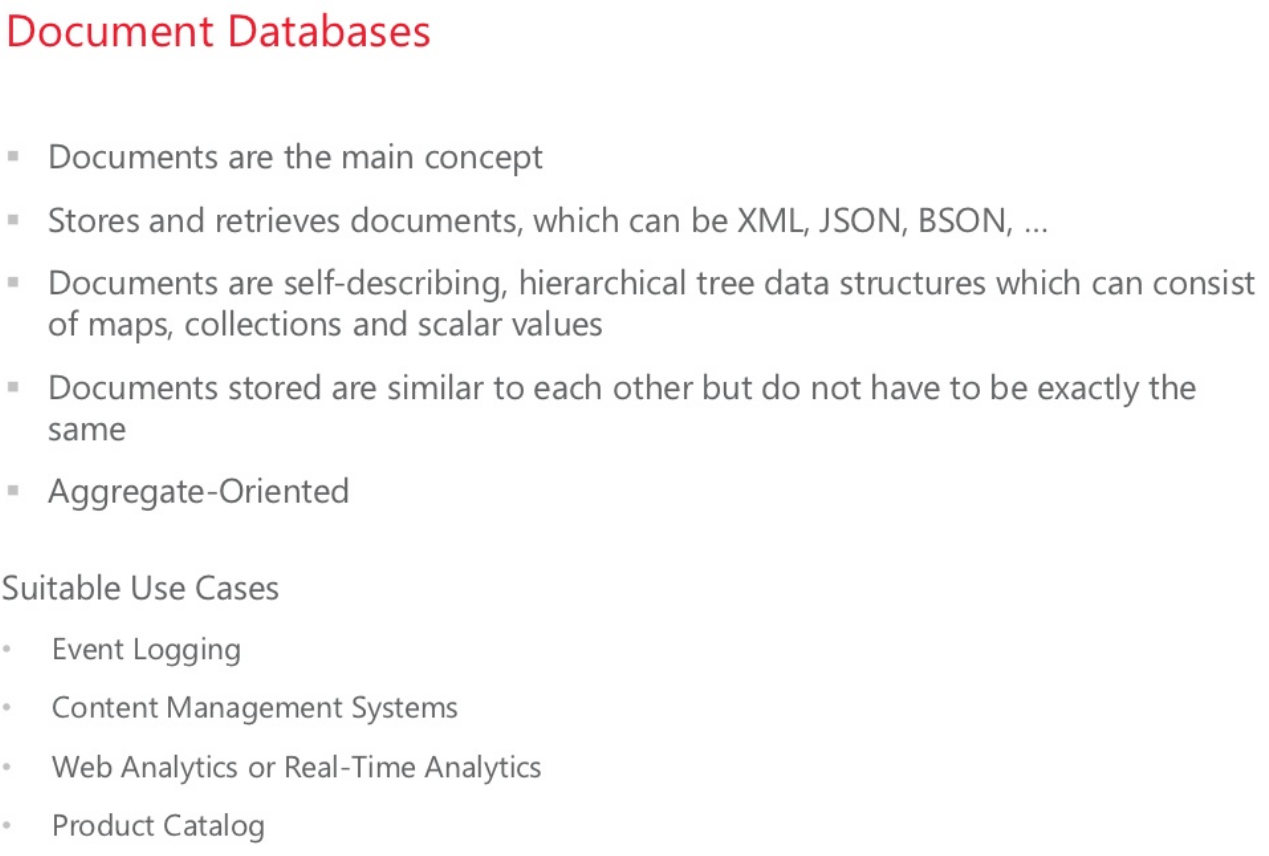 Document Databases
▪ Documents are the main concept
▪ Stores and retrieves documents, which can be XML, JSON, BSON, ...
▪ Documents are self-describing, hierarchical tree data structures which can consist
of maps, collections and scalar values
▪ Documents stored are similar to each other but do not have to be exactly the
same
▪ Aggregate-Oriented
Suitable Use Cases
• Event Logging
• Content Management Systems
• Web Analytics or Real-Time Analytics
• Product Catalog